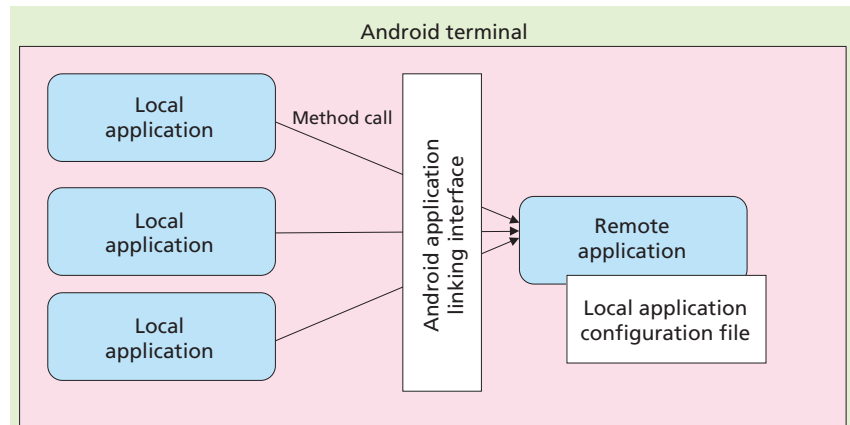 Android terminal
Local
application
Method call
Local
application
Local
application
Android application
linking interface
Remote
application
Local application
configuration file